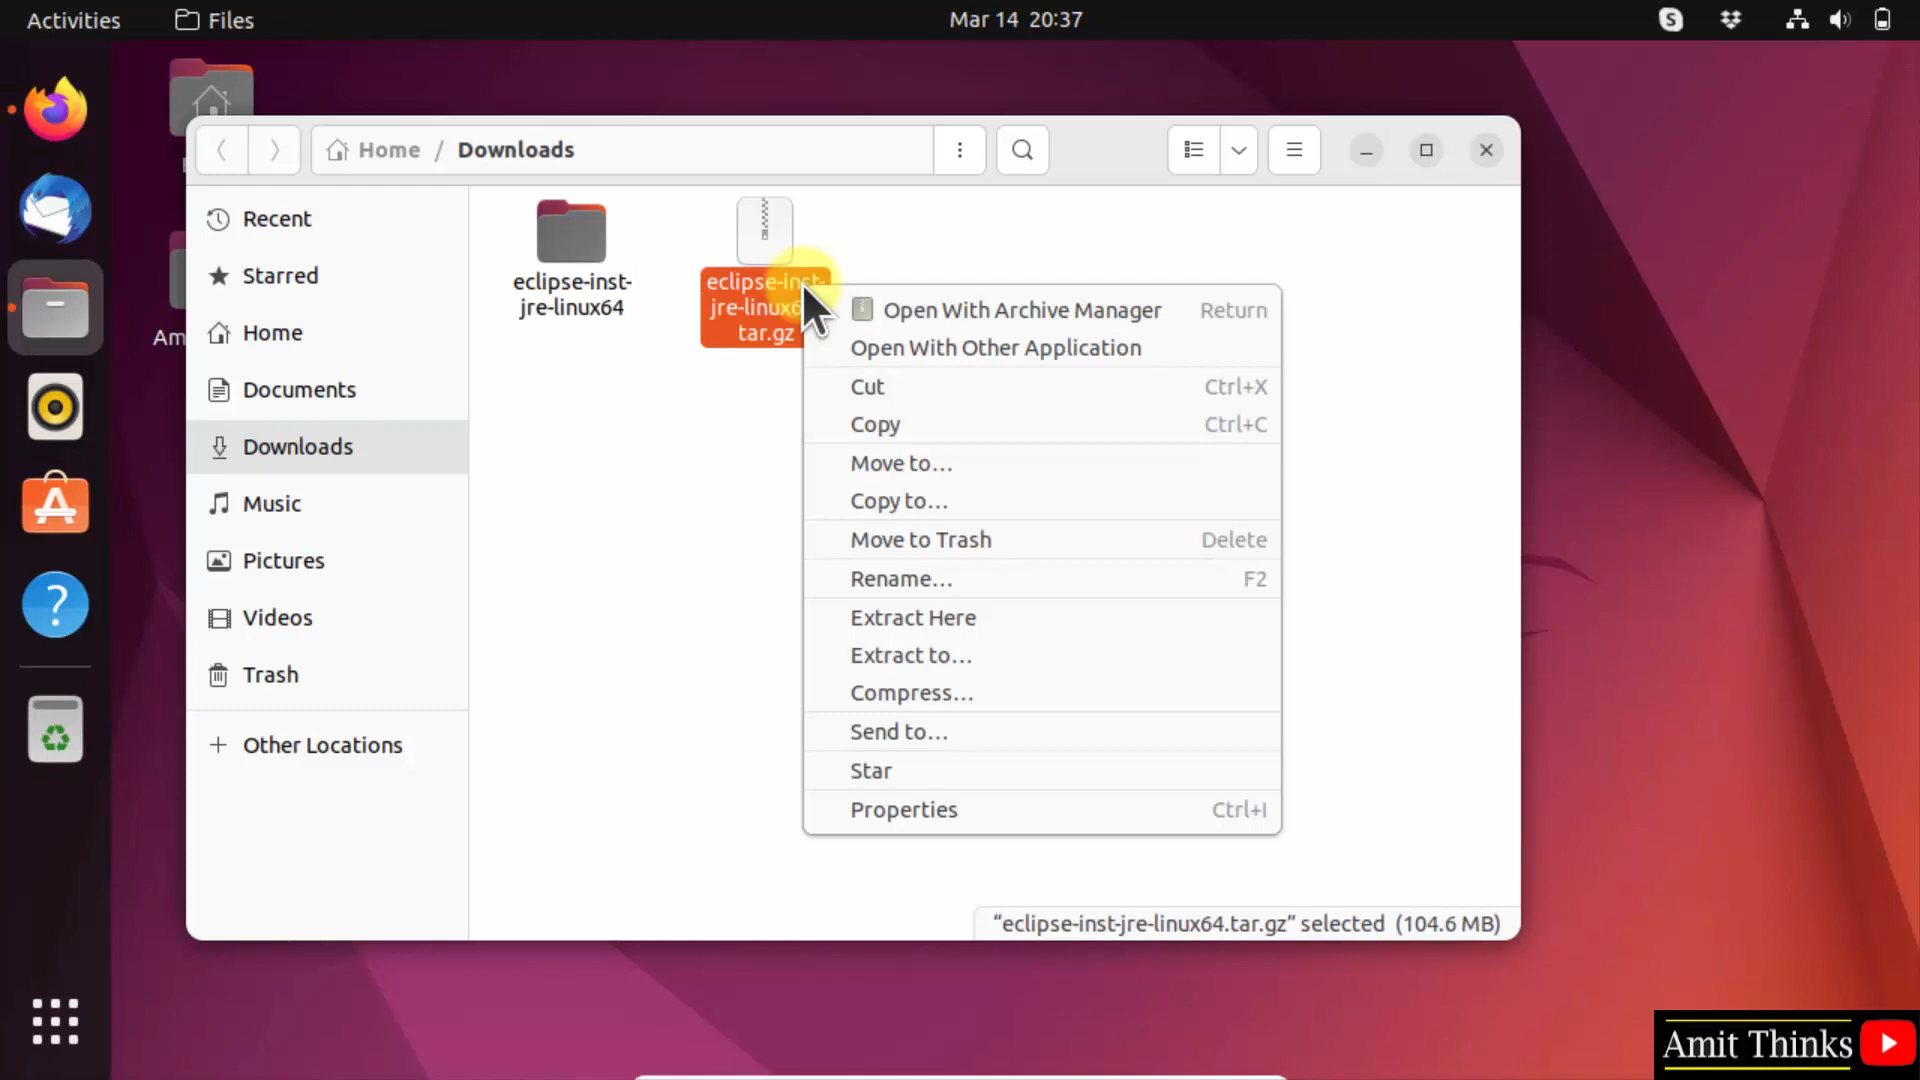 Activities
Files
Mar 14 20:37
Home / Downloads
Recent
Starred
Home
Documents
Downloads
Music
Pictures
Videos
Trash
+ Other Locations
eclipse-inst-
jre-linux64
eclipse-inst-
jre-linux6
tar.gz
Open With Archive Manager Return
Open With Other Application
Cut Ctrl+X
Copy Ctrl+C
Move to…
Copy to…
Move to Trash Delete
Rename… F2
Extract Here
Extract to…
Compress…
Send to…
Star
Properties Ctrl+I
“eclipse-inst-jre-linux64.tar.gz” selected (104.6 MB)
Am
Amit Thinks